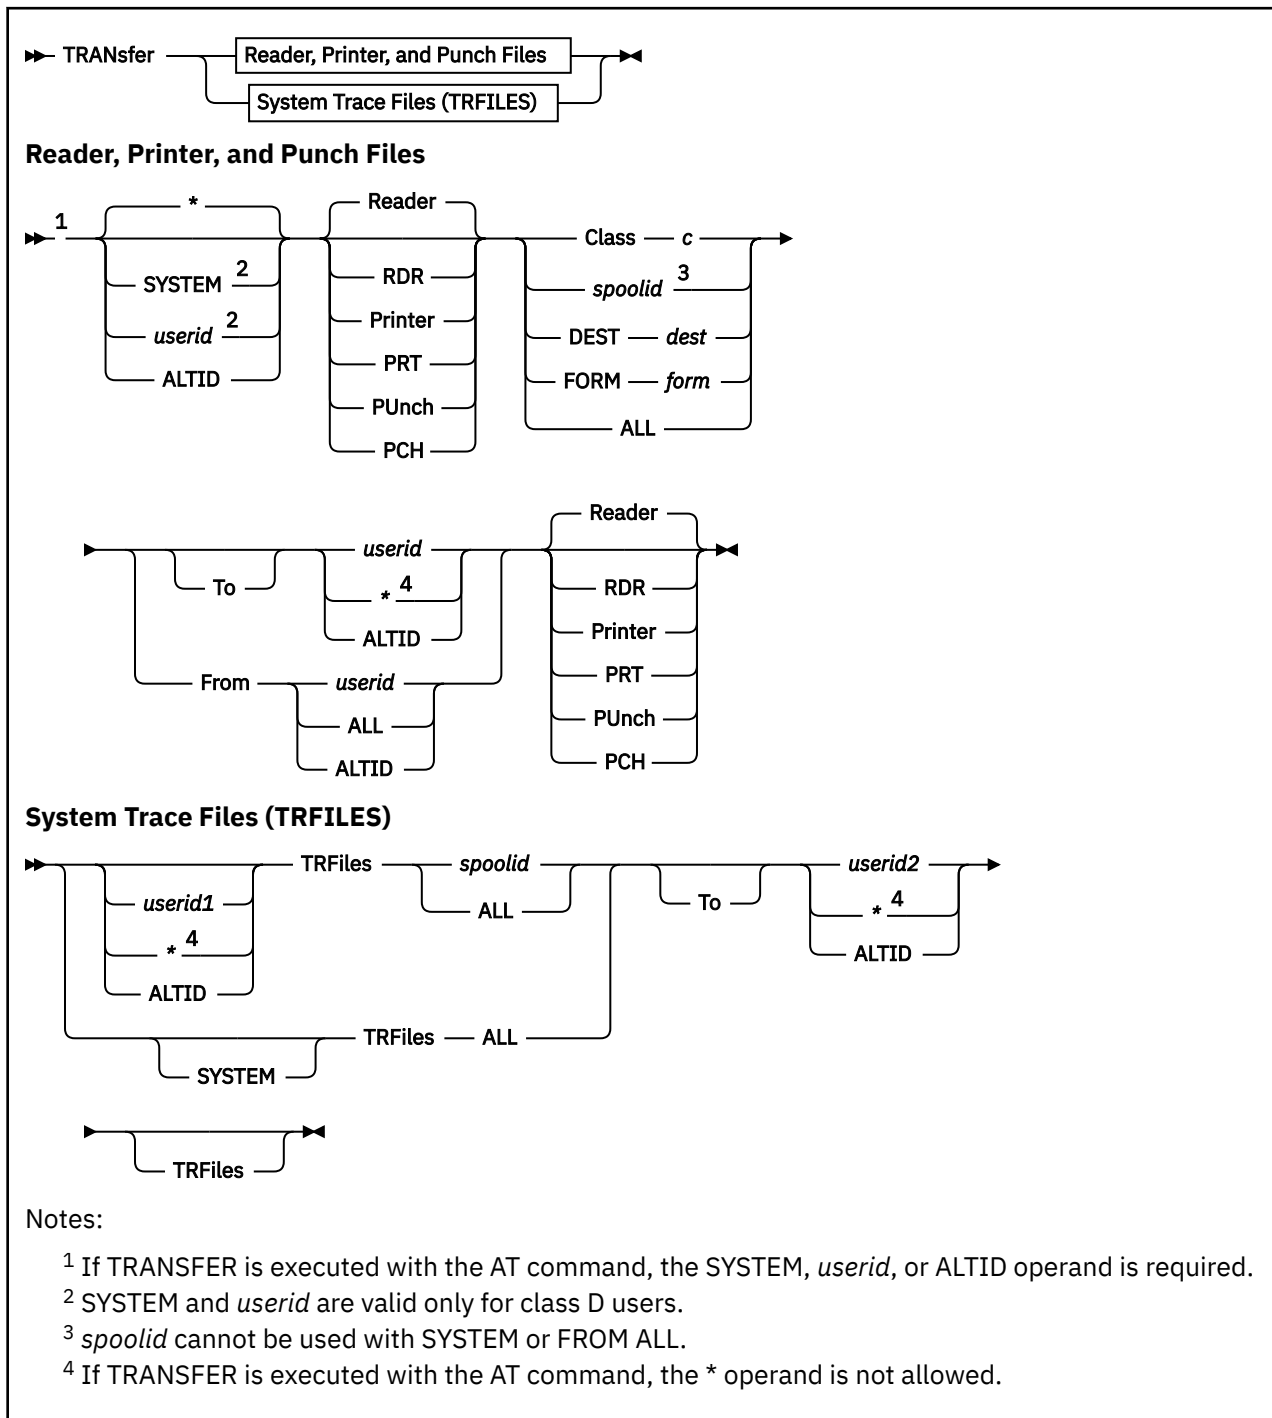 TRANsfer Reader, Printer, and Punch Files
System Trace Files (TRFILES)
Reader, Printer, and Punch Files
* Reader
1 Class c
SYSTEM 2 RDR spoolid 3
userid 2 Printer DEST dest
ALTID PRT FORM form
PUnch ALL
PCH
Reader
userid
To * 4 RDR
ALTID Printer
From userid PRT
ALL PUnch
ALTID PCH
System Trace Files (TRFILES)
TRFiles spoolid userid2
userid1 ALL To * 4
* 4 ALTID
ALTID
TRFiles ALL
SYSTEM
TRFiles
Notes:
1 If TRANSFER is executed with the AT command, the SYSTEM, userid, or ALTID operand is required.
2 SYSTEM and userid are valid only for class D users.
3 spoolid cannot be used with SYSTEM or FROM ALL.
4 If TRANSFER is executed with the AT command, the * operand is not allowed.